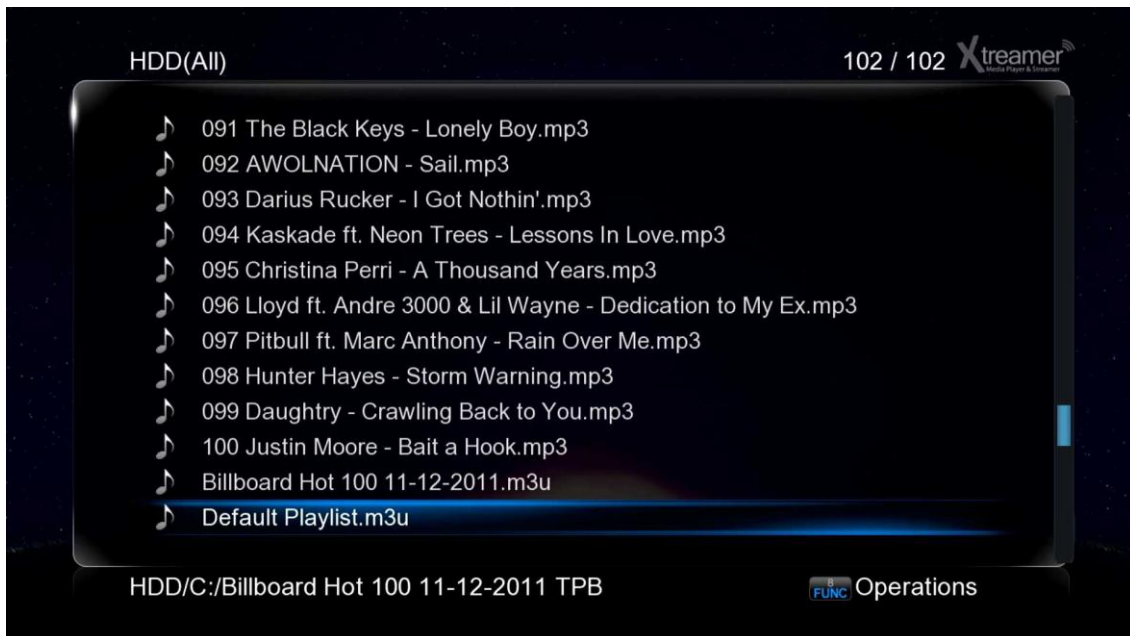 HDD(All)
102 / 102
Xtreamer
Media Player & Streamer
091 The Black Keys - Lonely Boy.mp3
092 AWOLNATION - Sail.mp3
093 Darius Rucker - I Got Nothin'.mp3
094 Kaskade ft. Neon Trees - Lessons In Love.mp3
095 Christina Perri - A Thousand Years.mp3
096 Lloyd ft. Andre 3000 & Lil Wayne - Dedication to My Ex.mp3
097 Pitbull ft. Marc Anthony - Rain Over Me.mp3
098 Hunter Hayes - Storm Warning.mp3
099 Daughtry - Crawling Back to You.mp3
100 Justin Moore - Bait a Hook.mp3
Billboard Hot 100 11-12-2011.m3u
Default Playlist.m3u
HDD/C:/Billboard Hot 100 11-12-2011 TPB
8
FUNC
Operations